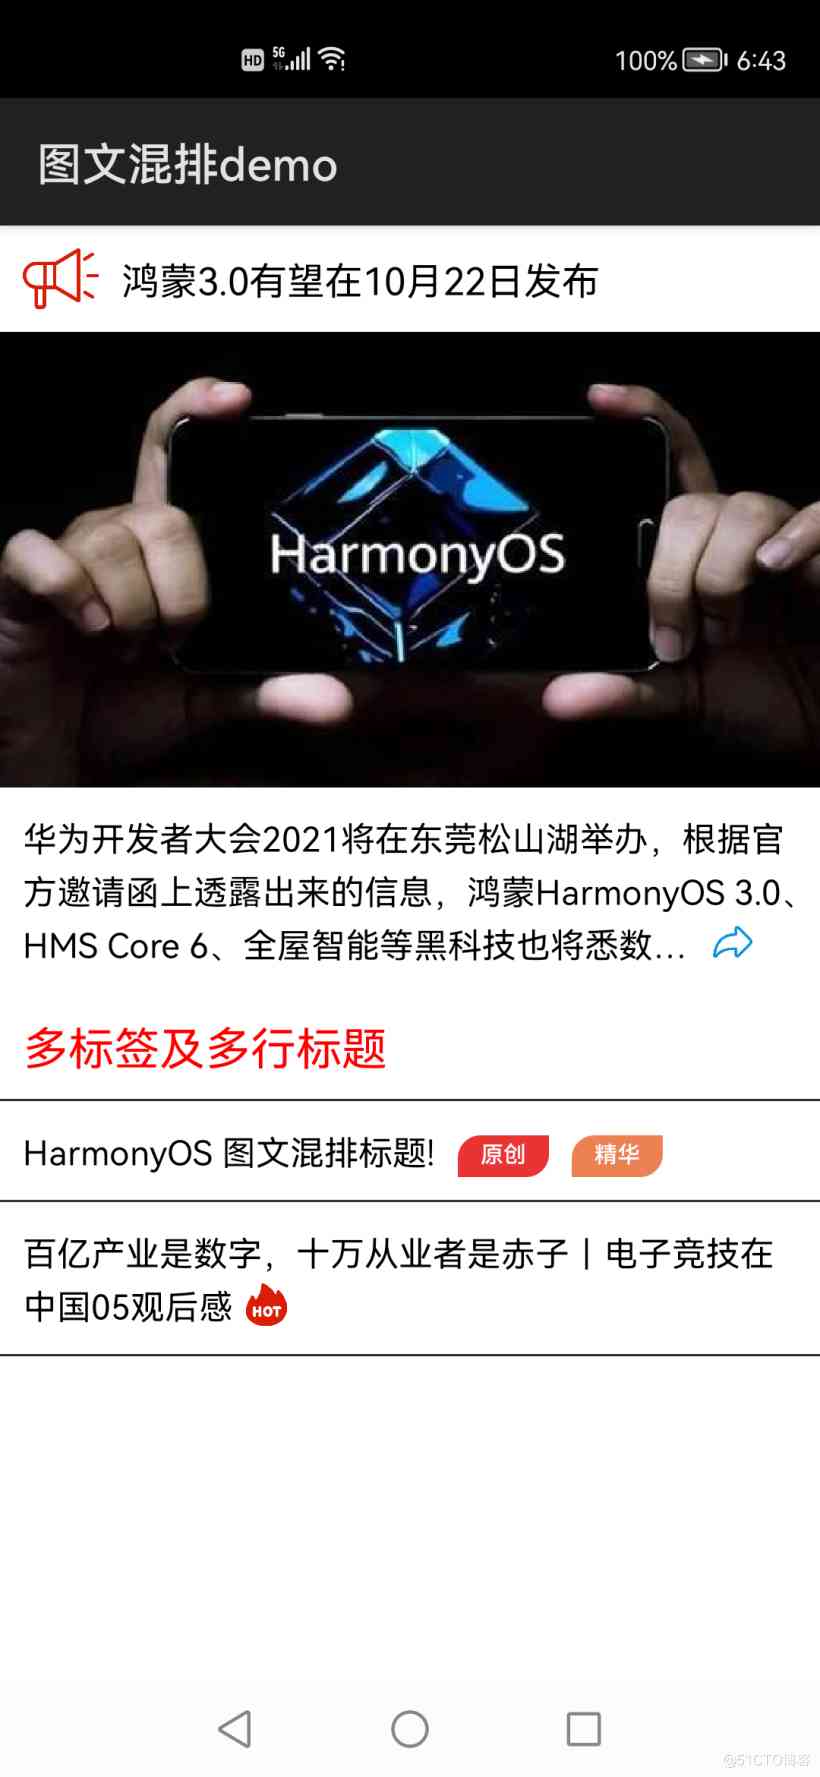 HD 5G 100% 6:43
图文混排demo
鸿蒙3.0有望在10月22日发布
HarmonyOS
华为开发者大会2021将在东莞松山湖举办，根据官
方邀请函上透露出来的信息，鸿蒙HarmonyOS 3.0、
HMS Core 6、全屋智能等黑科技也将悉数...
多标签及多行标题
HarmonyOS 图文混排标题! 原创 精华
百亿产业是数字，十万从业者是赤子丨电子竞技在
中国05观后感 HOT
@51CTO博客